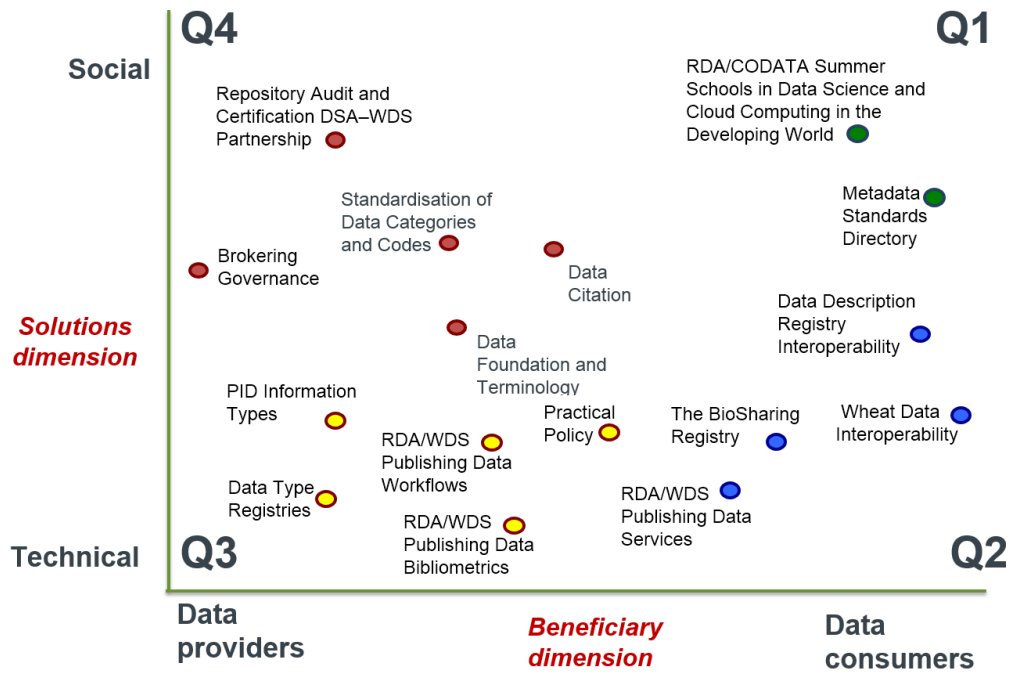 Q4
Q1
Social
RDA/CODATA Summer
Schools in Data Science and
Cloud Computing in the
Developing World
Repository Audit and
Certification DSA–WDS
Partnership
Standardisation of
Data Categories
and Codes
Metadata
Standards
Directory
Brokering
Governance
Data
Citation
Data Description
Registry
Interoperability
Solutions
dimension
Data
Foundation and
Terminology
PID Information
Types
Practical
Policy
The BioSharing
Registry
Wheat Data
Interoperability
RDA/WDS
Publishing Data
Workflows
Data Type
Registries
RDA/WDS
Publishing Data
Services
RDA/WDS
Publishing Data
Bibliometrics
Technical
Q3
Q2
Data
providers
Beneficiary
dimension
Data
consumers